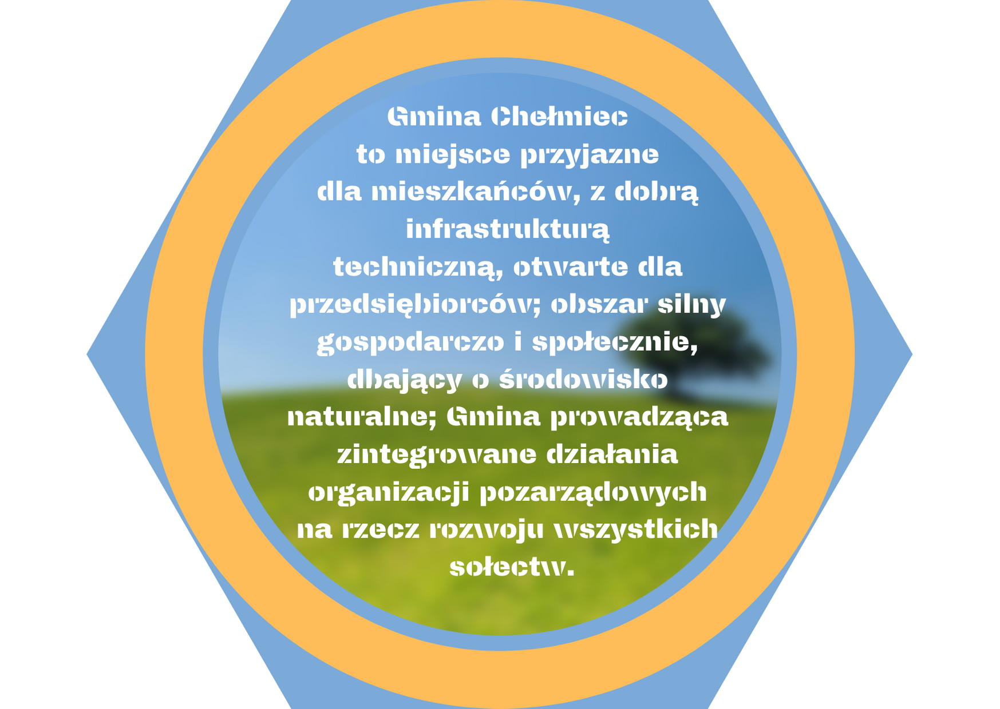 Gmina Chełmiec
to miejsce przyjazne
dla mieszkańców, z dobrą
infrastrukturą
techniczną, otwarte dla
przedsiębiorców; obszar silny
gospodarczo i społecznie,
dbający o środowisko
naturalne; Gmina prowadząca
zintegrowane działania
organizacji pozarządowych
na rzecz rozwoju wszystkich
sołectw.